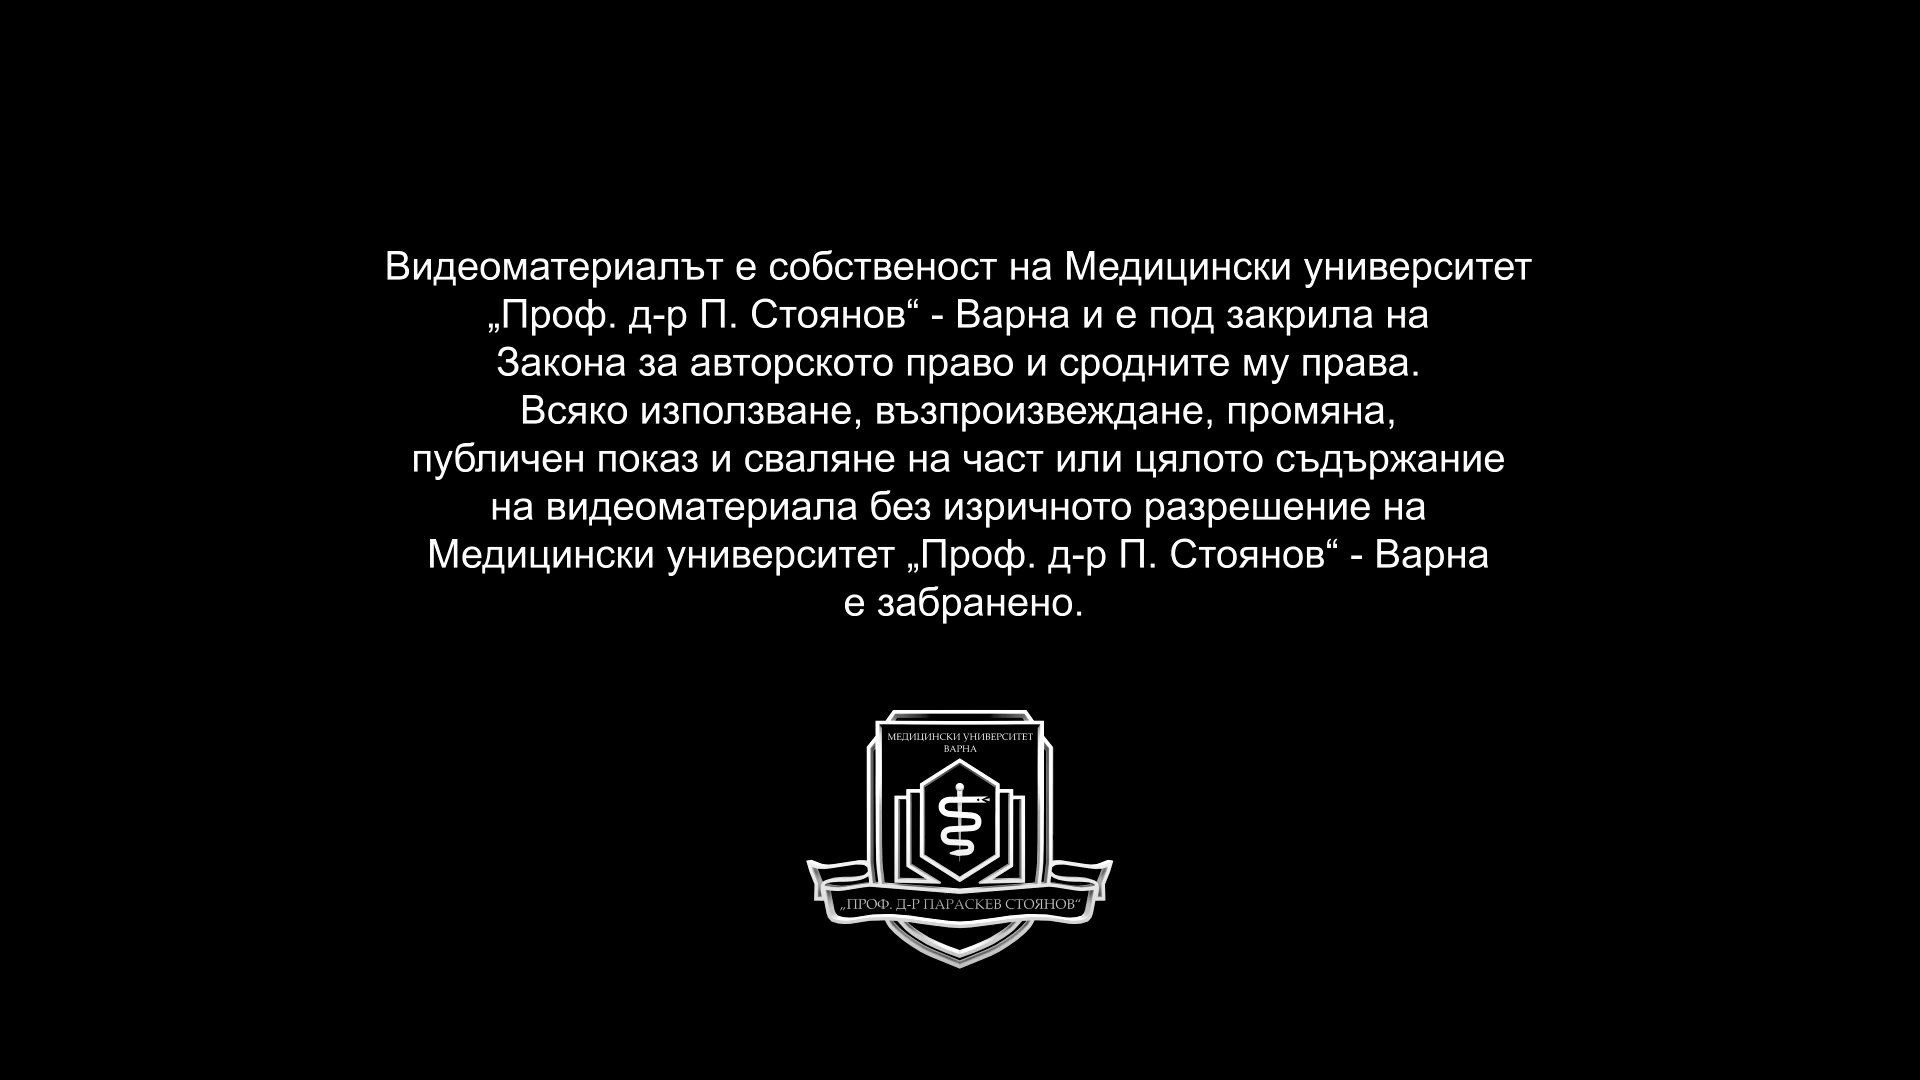 Видеоматериалът е собственост на Медицински университет
„Проф. д-р П. Стоянов“ - Варна и е под закрила на
Закона за авторското право и сродните му права.
Всяко използване, възпроизвеждане, промяна,
публичен показ и сваляне на част или цялото съдържание
на видеоматериала без изричното разрешение на
Медицински университет „Проф. д-р П. Стоянов“ - Варна
е забранено.
МЕДИЦИНСКИ УНИВЕРСИТЕТ
ВАРНА
„ПРОФ. Д-Р ПАРАСКЕВ СТОЯНОВ“